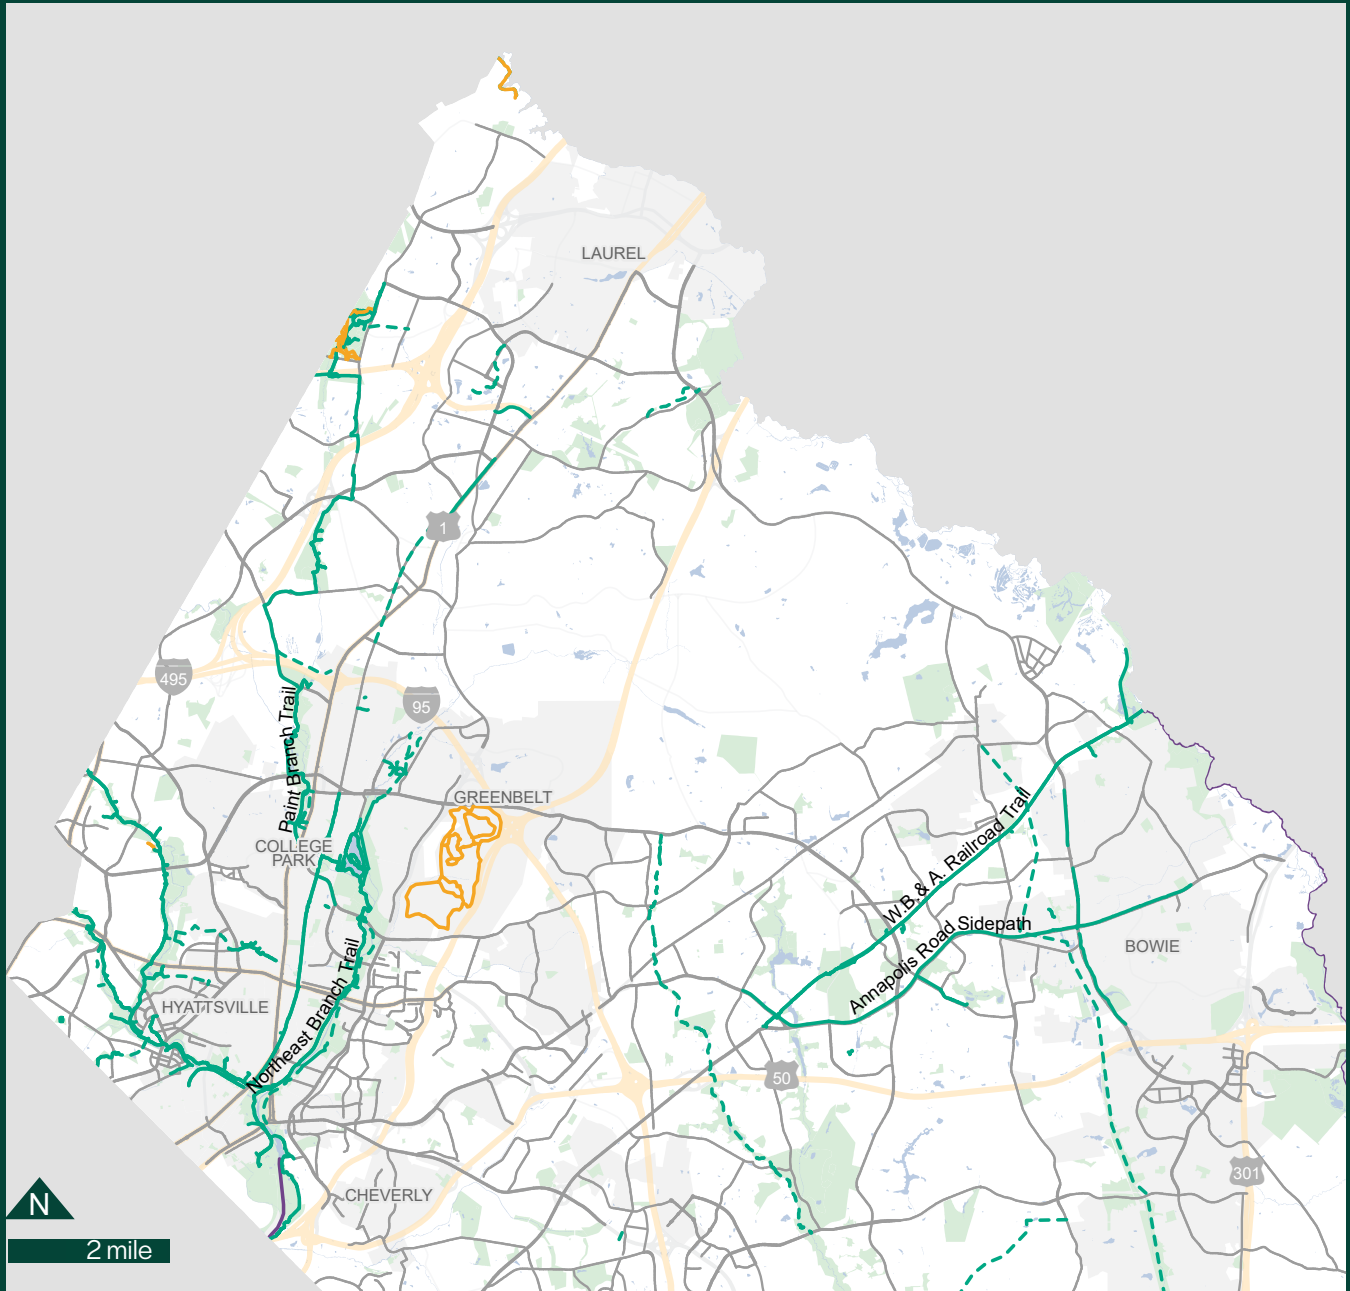 LAUREL
1
495
95
Paint Branch Trail
GREENBELT
COLLEGE
PARK
W.B. & A. Railroad Trail
Annapolis Road Sidepath
BOWIE
Northeast Branch Trail
HYATTSVILLE
50
301
CHEVERLY
N
2 mile